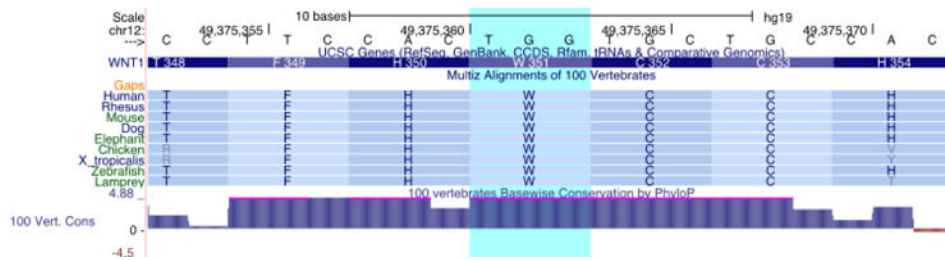 Scale 10 bases hg19
chr12: 49,375,355 49,375,360 49,375,365 49,375,370
---> C C T T C C A C T G G T G C T G C C A C
UCSC Genes (RefSeq, GenBank, CCDS, Rfam, tRNAs & Comparative Genomics)
WNT1 T 348 F 349 H 350 W 351 C 352 C 353 H 354
Multiz Alignments of 100 Vertebrates
Gaps
Human T F H W C C H
Rhesus T F H W C C H
Mouse T F H W C C H
Dog T F H W C C H
Elephant T F H W C C H
Chicken R F H W C C V
X_tropicalis R F H W C C Y
Zebrafish T F H W C C H
Lamprey T F H W C C Y
100 vertebrates Basewise Conservation by PhyloP
4.88
100 Vert. Cons
0 -
-4.5